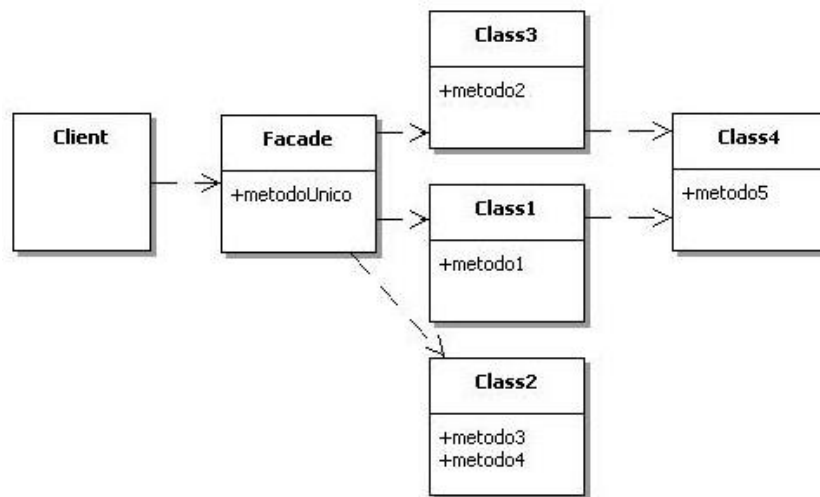 Client
Facade
+metodoUnico
Class3
+metodo2
Class1
+metodo1
Class2
+metodo3
+metodo4
Class4
+metodo5